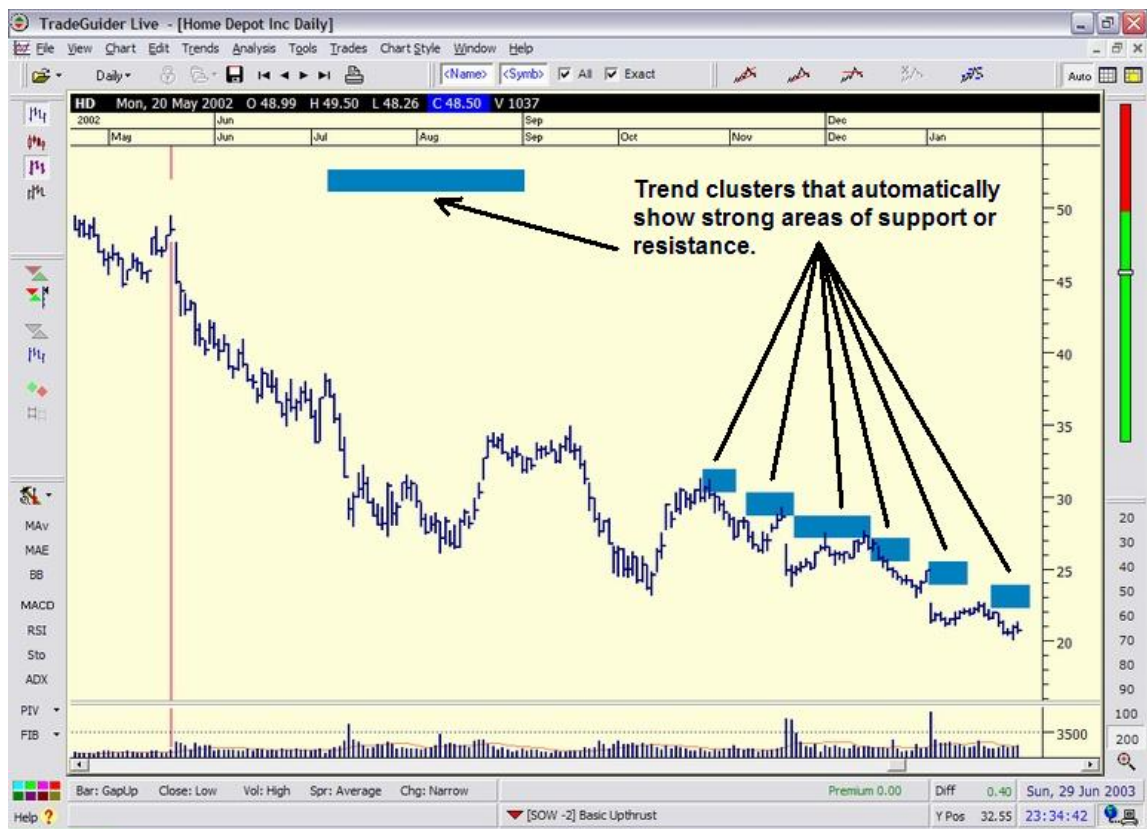 TradeGuider Live - [Home Depot Inc Daily]
File View Chart Edit Trends Analysis Tools Trades Chart Style Window Help
Daily <Name> <Symb> All Exact Auto
HD Mon, 20 May 2002 O 48.99 H 49.50 L 48.26 C 48.50 V 1037
2002 Jun Sep Dec
May Jun Jul Aug Sep Oct Nov Dec Jan
Trend clusters that automatically
show strong areas of support or
resistance.
50
45
40
35
30
25
20
3500
MAv
MAE
BB
MACD
RSI
Sto
ADX
PIV
FIB
20
30
40
50
60
70
80
90
100
200
Bar: GapUp Close: Low Vol: High Spr: Average Chg: Narrow Premium 0.00 Diff 0.40 Sun, 29 Jun 2003
Help ? [SOW -2] Basic Upthrust Y Pos 32.55 23:34:42